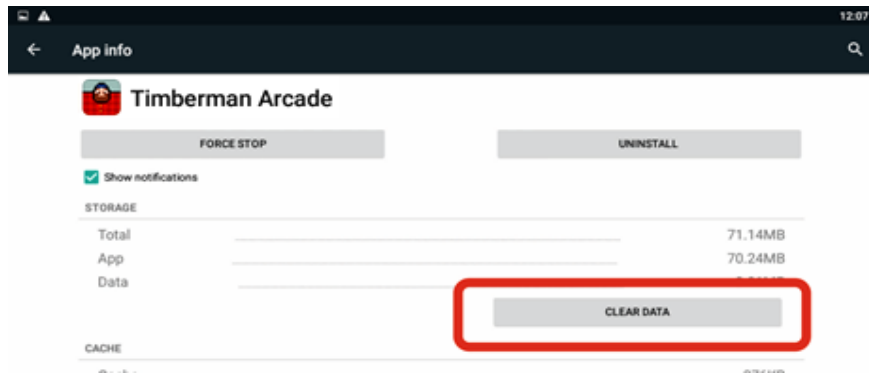 12:07
App info
Timberman Arcade
FORCE STOP UNINSTALL
Show notifications
STORAGE
Total 71.14MB
App 70.24MB
Data
CLEAR DATA
CACHE